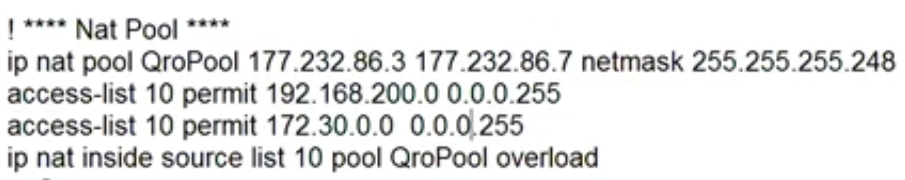 ! **** Nat Pool ****
ip nat pool QroPool 177.232.86.3 177.232.86.7 netmask 255.255.255.248
access-list 10 permit 192.168.200.0 0.0.0.255
access-list 10 permit 172.30.0.0  0.0.0.255
ip nat inside source list 10 pool QroPool overload